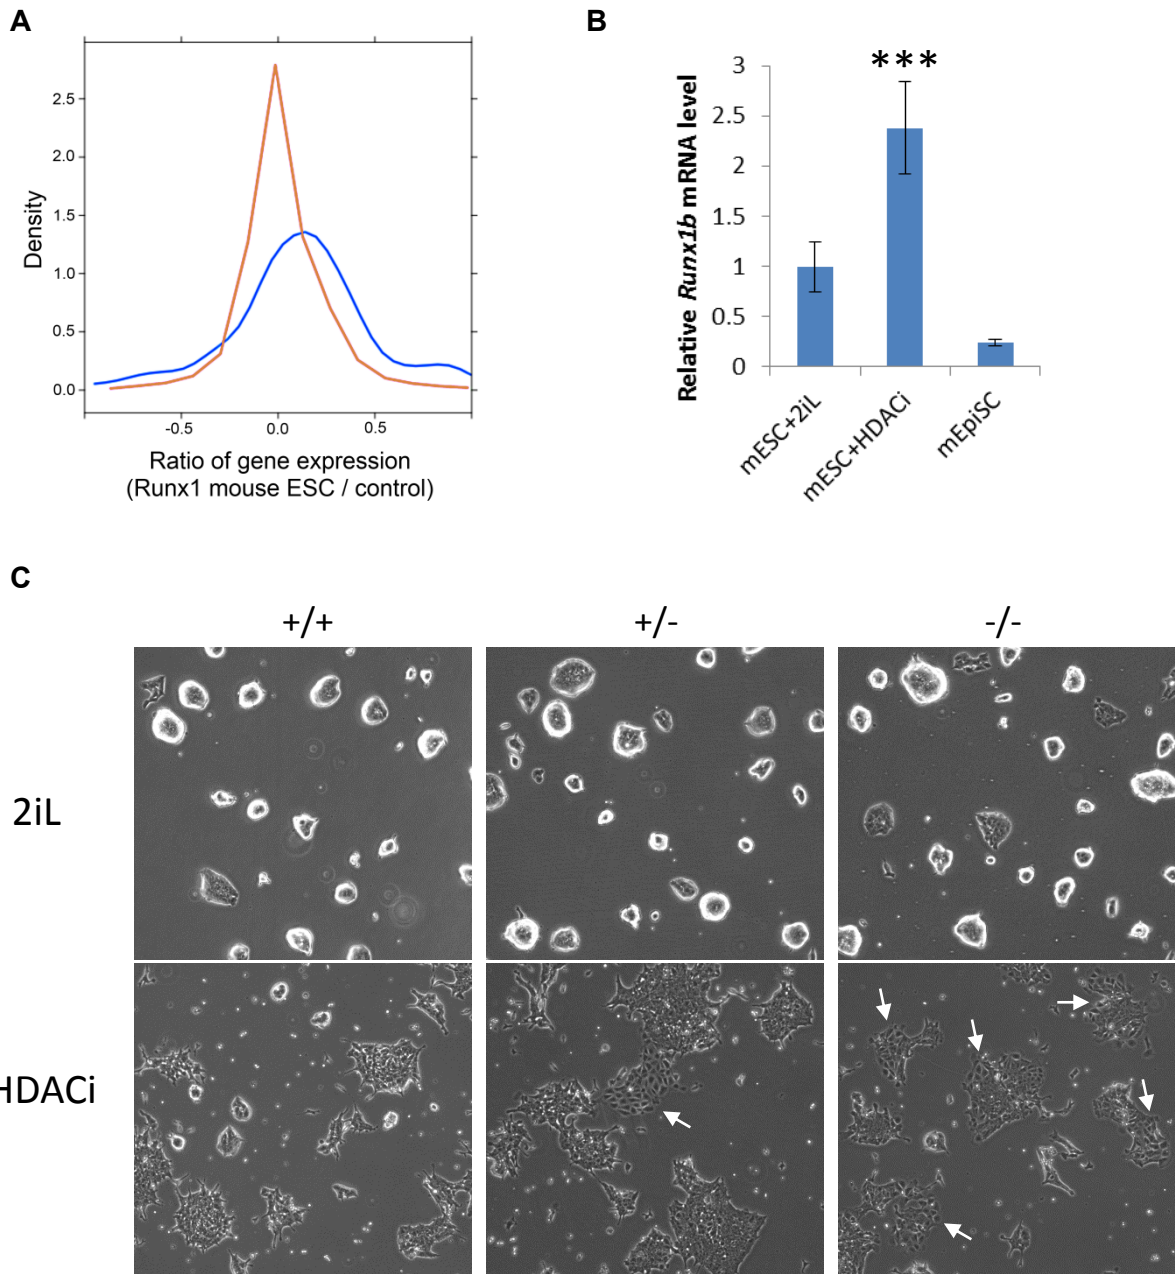 A
Density
2.5
2.0
1.5
1.0
0.5
0.0
-0.5
0.0
0.5
Ratio of gene expression
(Runx1 mouse ESC / control)
B
***
Relative Runx1b mRNA level
3
2.5
2
1.5
1
0.5
0
mESC+2iL
mESC+HDACi
mEpiSC
C
+/+
+/-
-/-
2iL
HDACi